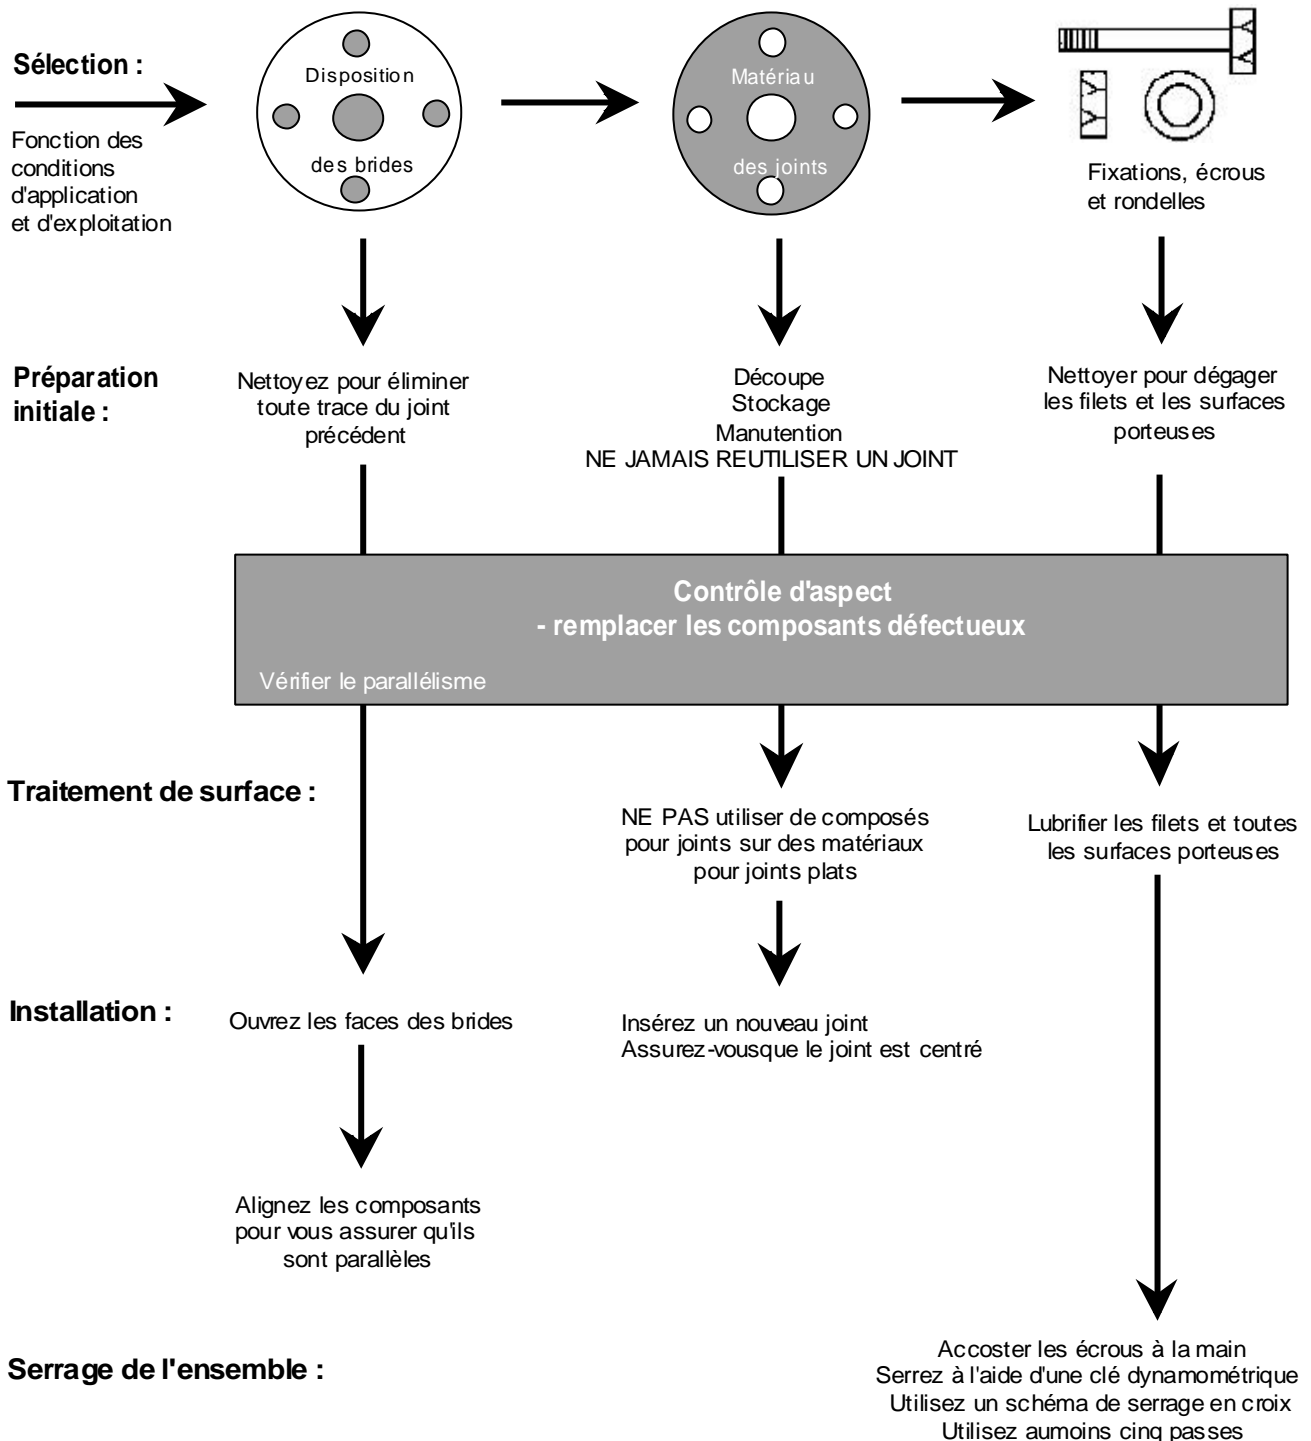 Sélection :
Fonction des
conditions
d'application
et d'exploitation
Disposition
des brides
Matériau
des joints
Fixations, écrous
et rondelles
Préparation
initiale :
Nettoyez pour éliminer
toute trace du joint
précédent
Découpe
Stockage
Manutention
NE JAMAIS REUTILISER UN JOINT
Nettoyer pour dégager
les filets et les surfaces
porteuses
Contrôle d'aspect
- remplacer les composants défectueux
Vérifier le parallélisme
Traitement de surface :
NE PAS utiliser de composés
pour joints sur des matériaux
pour joints plats
Lubrifier les filets et toutes
les surfaces porteuses
Installation :
Ouvrez les faces des brides
Insérez un nouveau joint
Assurez-vousque le joint est centré
Alignez les composants
pour vous assurer qu'ils
sont parallèles
Serrage de l'ensemble :
Accoster les écrous à la main
Serrez à l'aide d'une clé dynamométrique
Utilisez un schéma de serrage en croix
Utilisez aumoins cinq passes